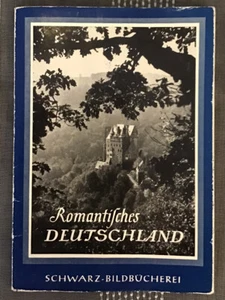 Romantiſches
DEUTSCHLAND
SCHWARZ-BILDBÜCHEREI